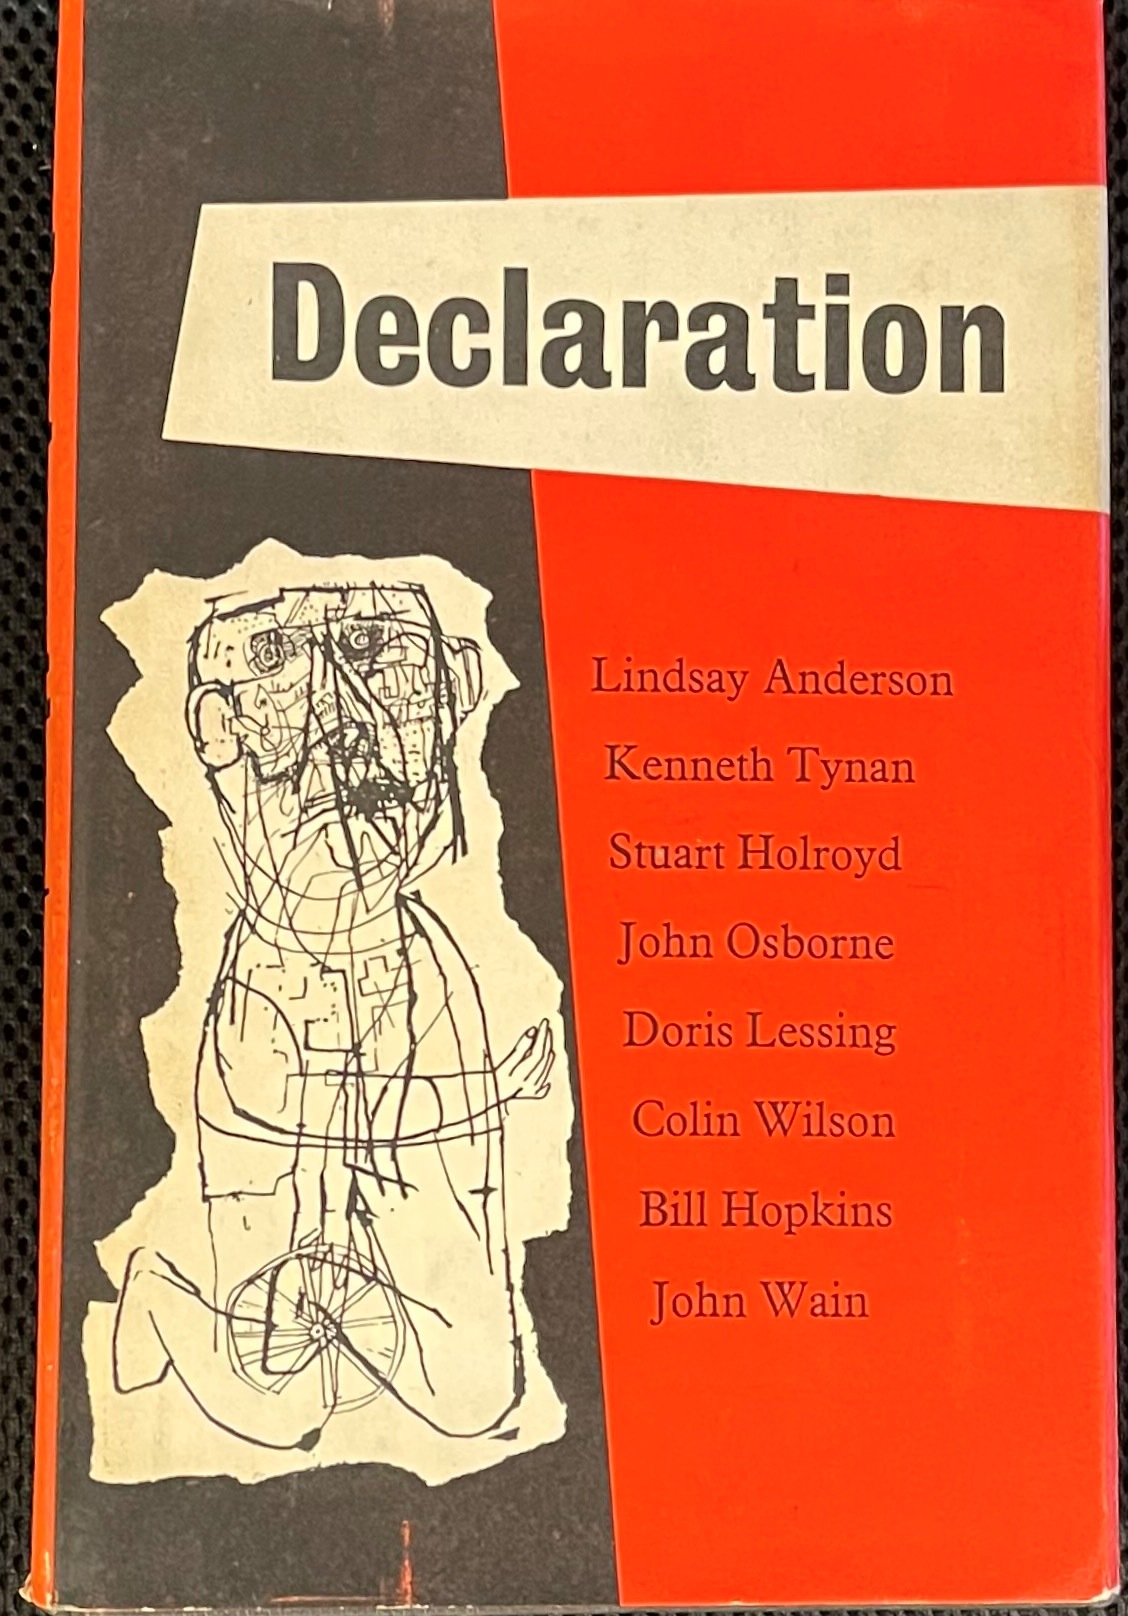 Declaration
Lindsay Anderson
Kenneth Tynan
Stuart Holroyd
John Osborne
Doris Lessing
Colin Wilson
Bill Hopkins
John Wain